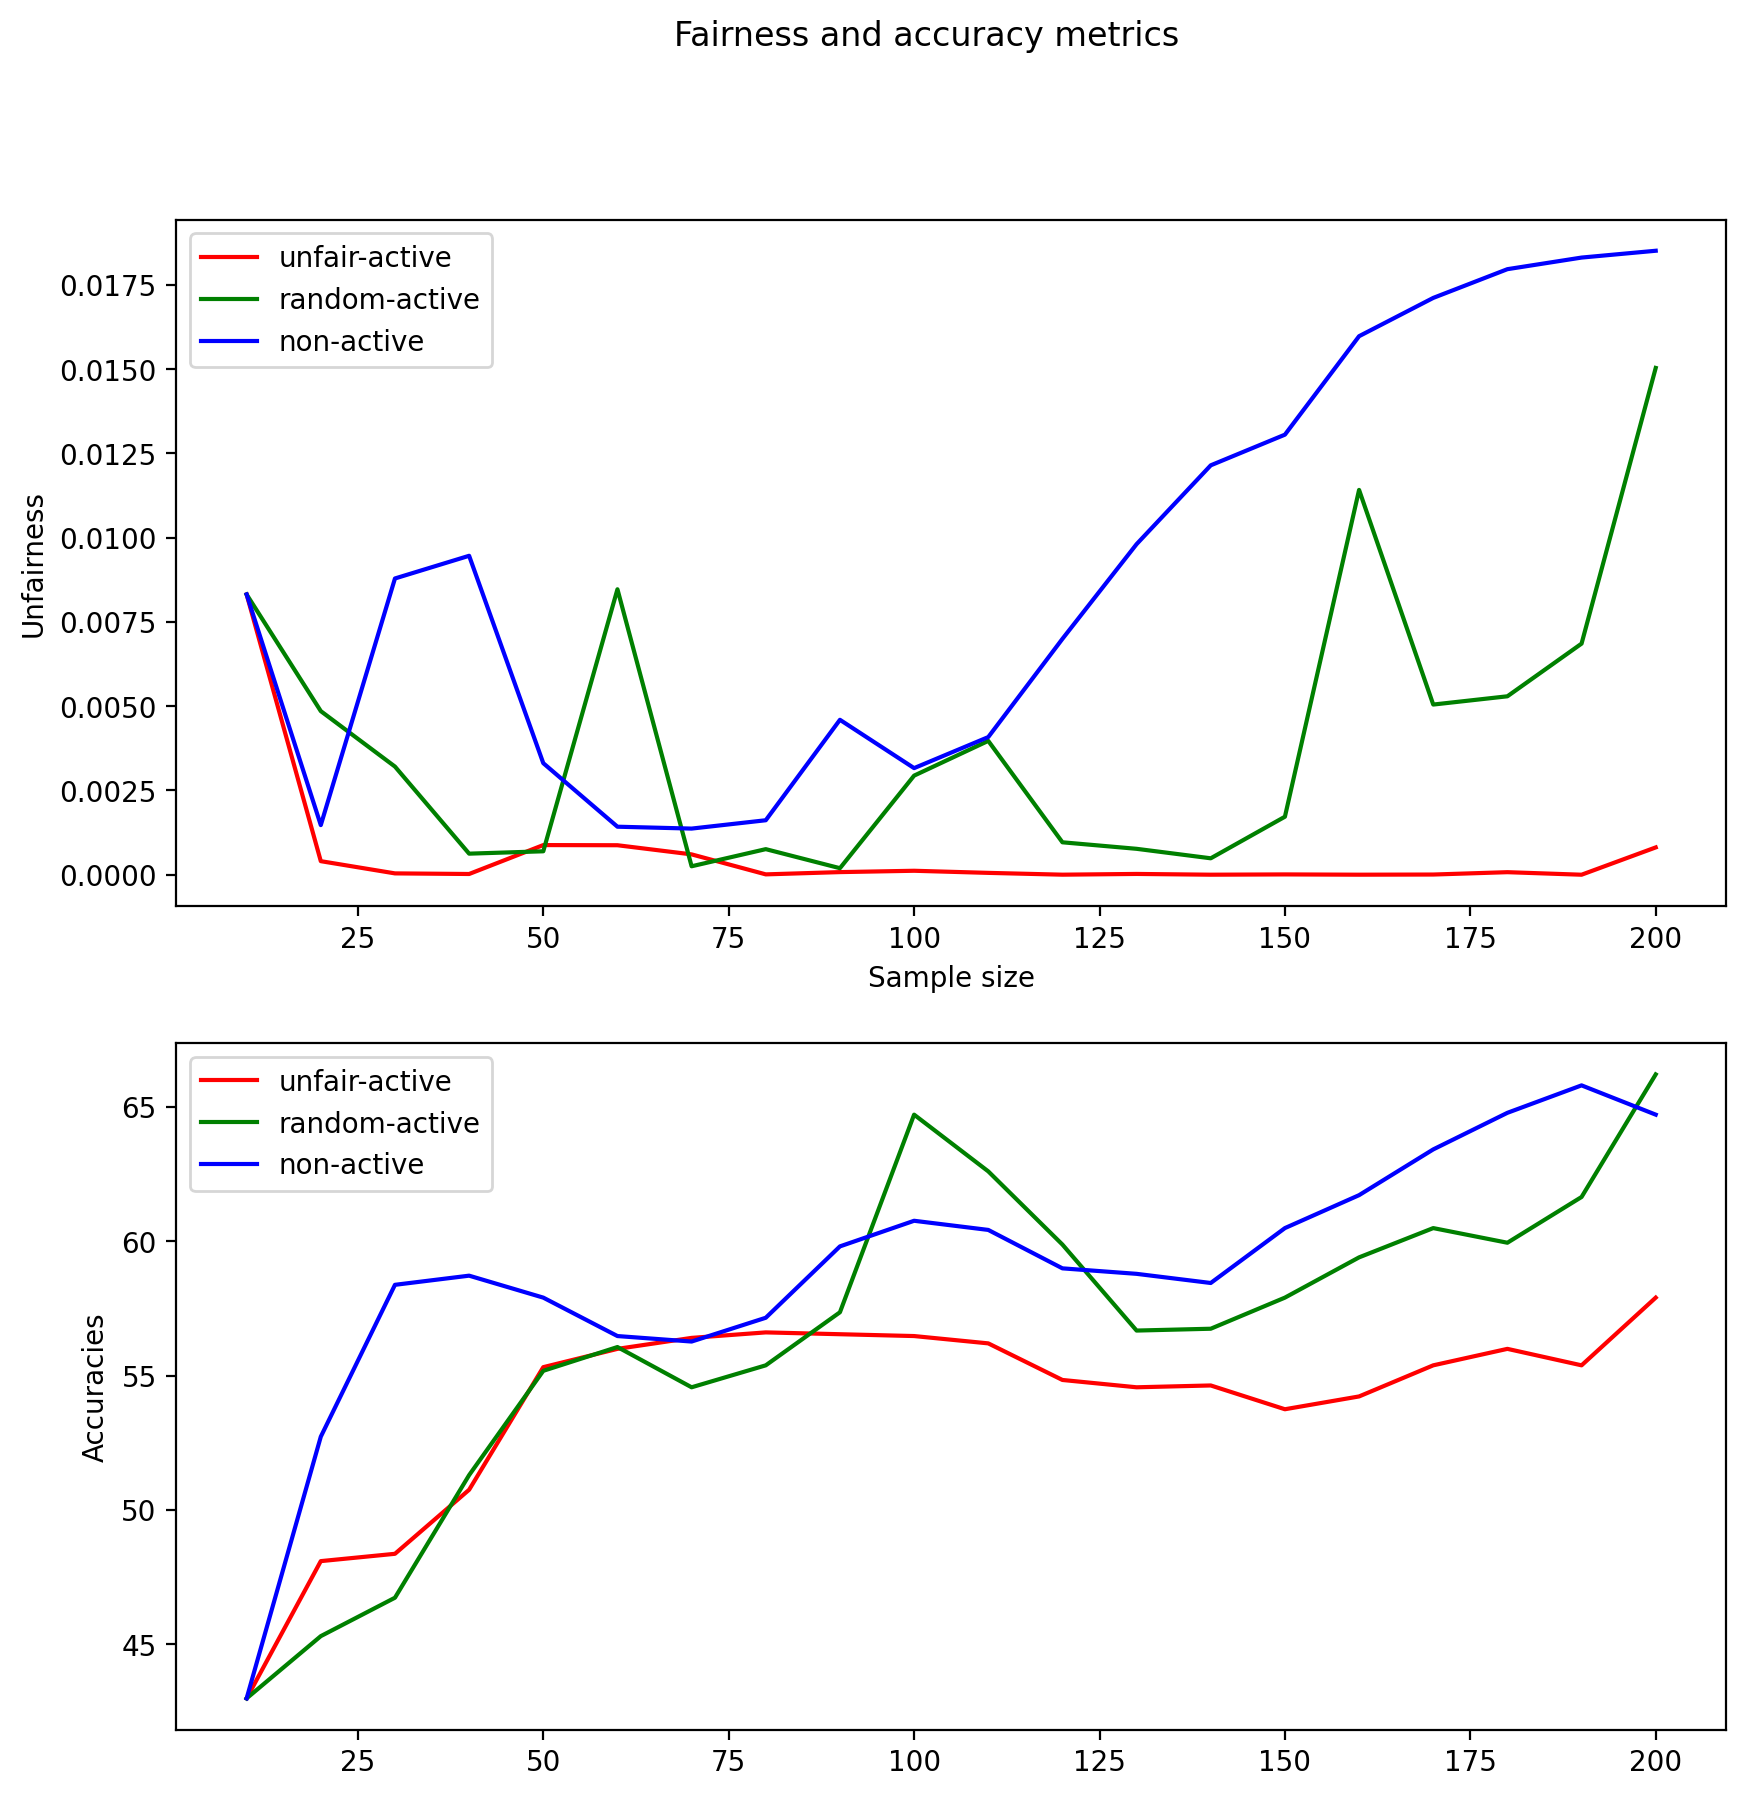 Fairness and accuracy metrics
unfair-active
random-active
non-active
0.0175
0.0150
0.0125
0.0100
0.0075
0.0050
0.0025
0.0000
Unfairness
25 50 75 100 125 150 175 200
Sample size
unfair-active
random-active
non-active
65
60
55
50
45
Accuracies
25 50 75 100 125 150 175 200